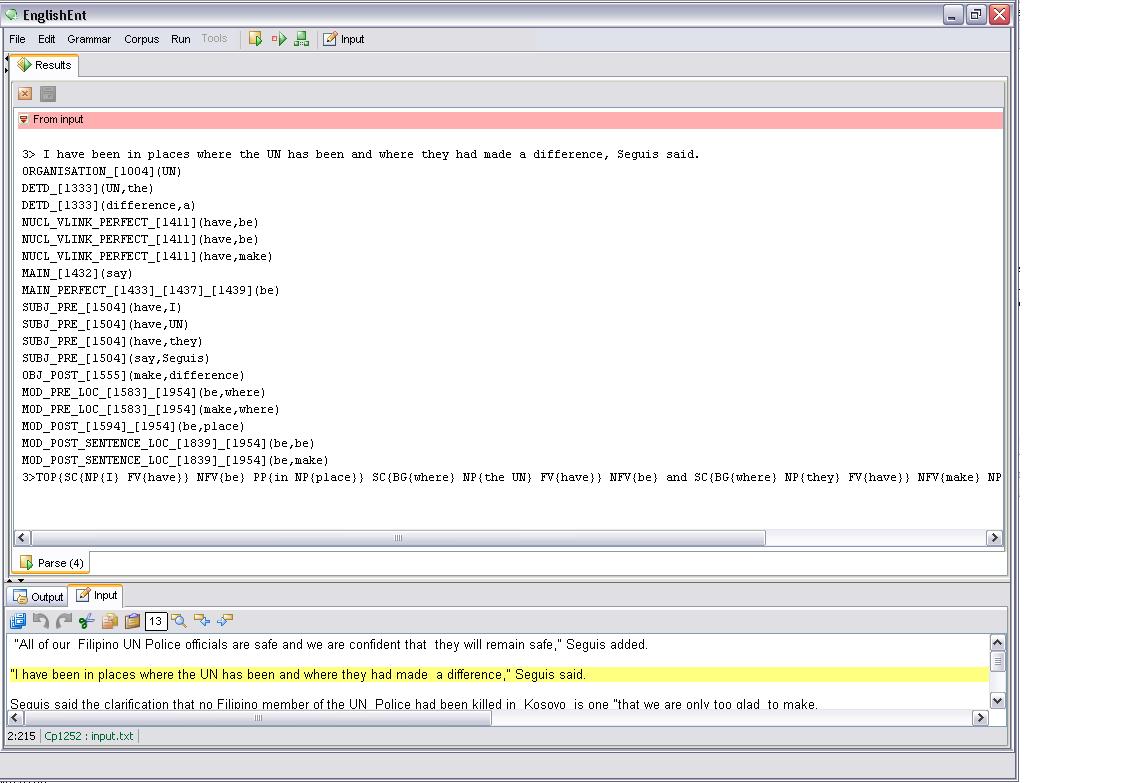 EnglishEnt
File Edit Grammar Corpus Run Tools Input
Results
From input
3> I have been in places where the UN has been and where they had made a difference, Seguis said.
ORGANISATION_[1004](UN)
DETD_[1333](UN,the)
DETD_[1333](difference,a)
NUCL_VLINK_PERFECT_[1411](have,be)
NUCL_VLINK_PERFECT_[1411](have,be)
NUCL_VLINK_PERFECT_[1411](have,make)
MAIN_[1432](say)
MAIN_PERFECT_[1433]_[1437]_[1439](be)
SUBJ_PRE_[1504](have,I)
SUBJ_PRE_[1504](have,UN)
SUBJ_PRE_[1504](have,they)
SUBJ_PRE_[1504](say,Seguis)
OBJ_POST_[1555](make,difference)
MOD_PRE_LOC_[1583]_[1954](be,where)
MOD_PRE_LOC_[1583]_[1954](make,where)
MOD_POST_[1594]_[1954](be,place)
MOD_POST_SENTENCE_LOC_[1839]_[1954](be,be)
MOD_POST_SENTENCE_LOC_[1839]_[1954](be,make)
3>TOP{SC{NP{I} FV{have}} NFV{be} PP{in NP{place}} SC{BG{where} NP{the UN} FV{have}} NFV{be} and SC{BG{where} NP{they} FV{have}} NFV{make} NP
Parse (4)
Output Input
13
"All of our Filipino UN Police officials are safe and we are confident that they will remain safe," Seguis added.
"I have been in places where the UN has been and where they had made a difference," Seguis said.
Seguis said the clarification that no Filipino member of the UN Police had been killed in Kosovo is one "that we are only too glad to make.
2:215 Cp1252 : input.txt